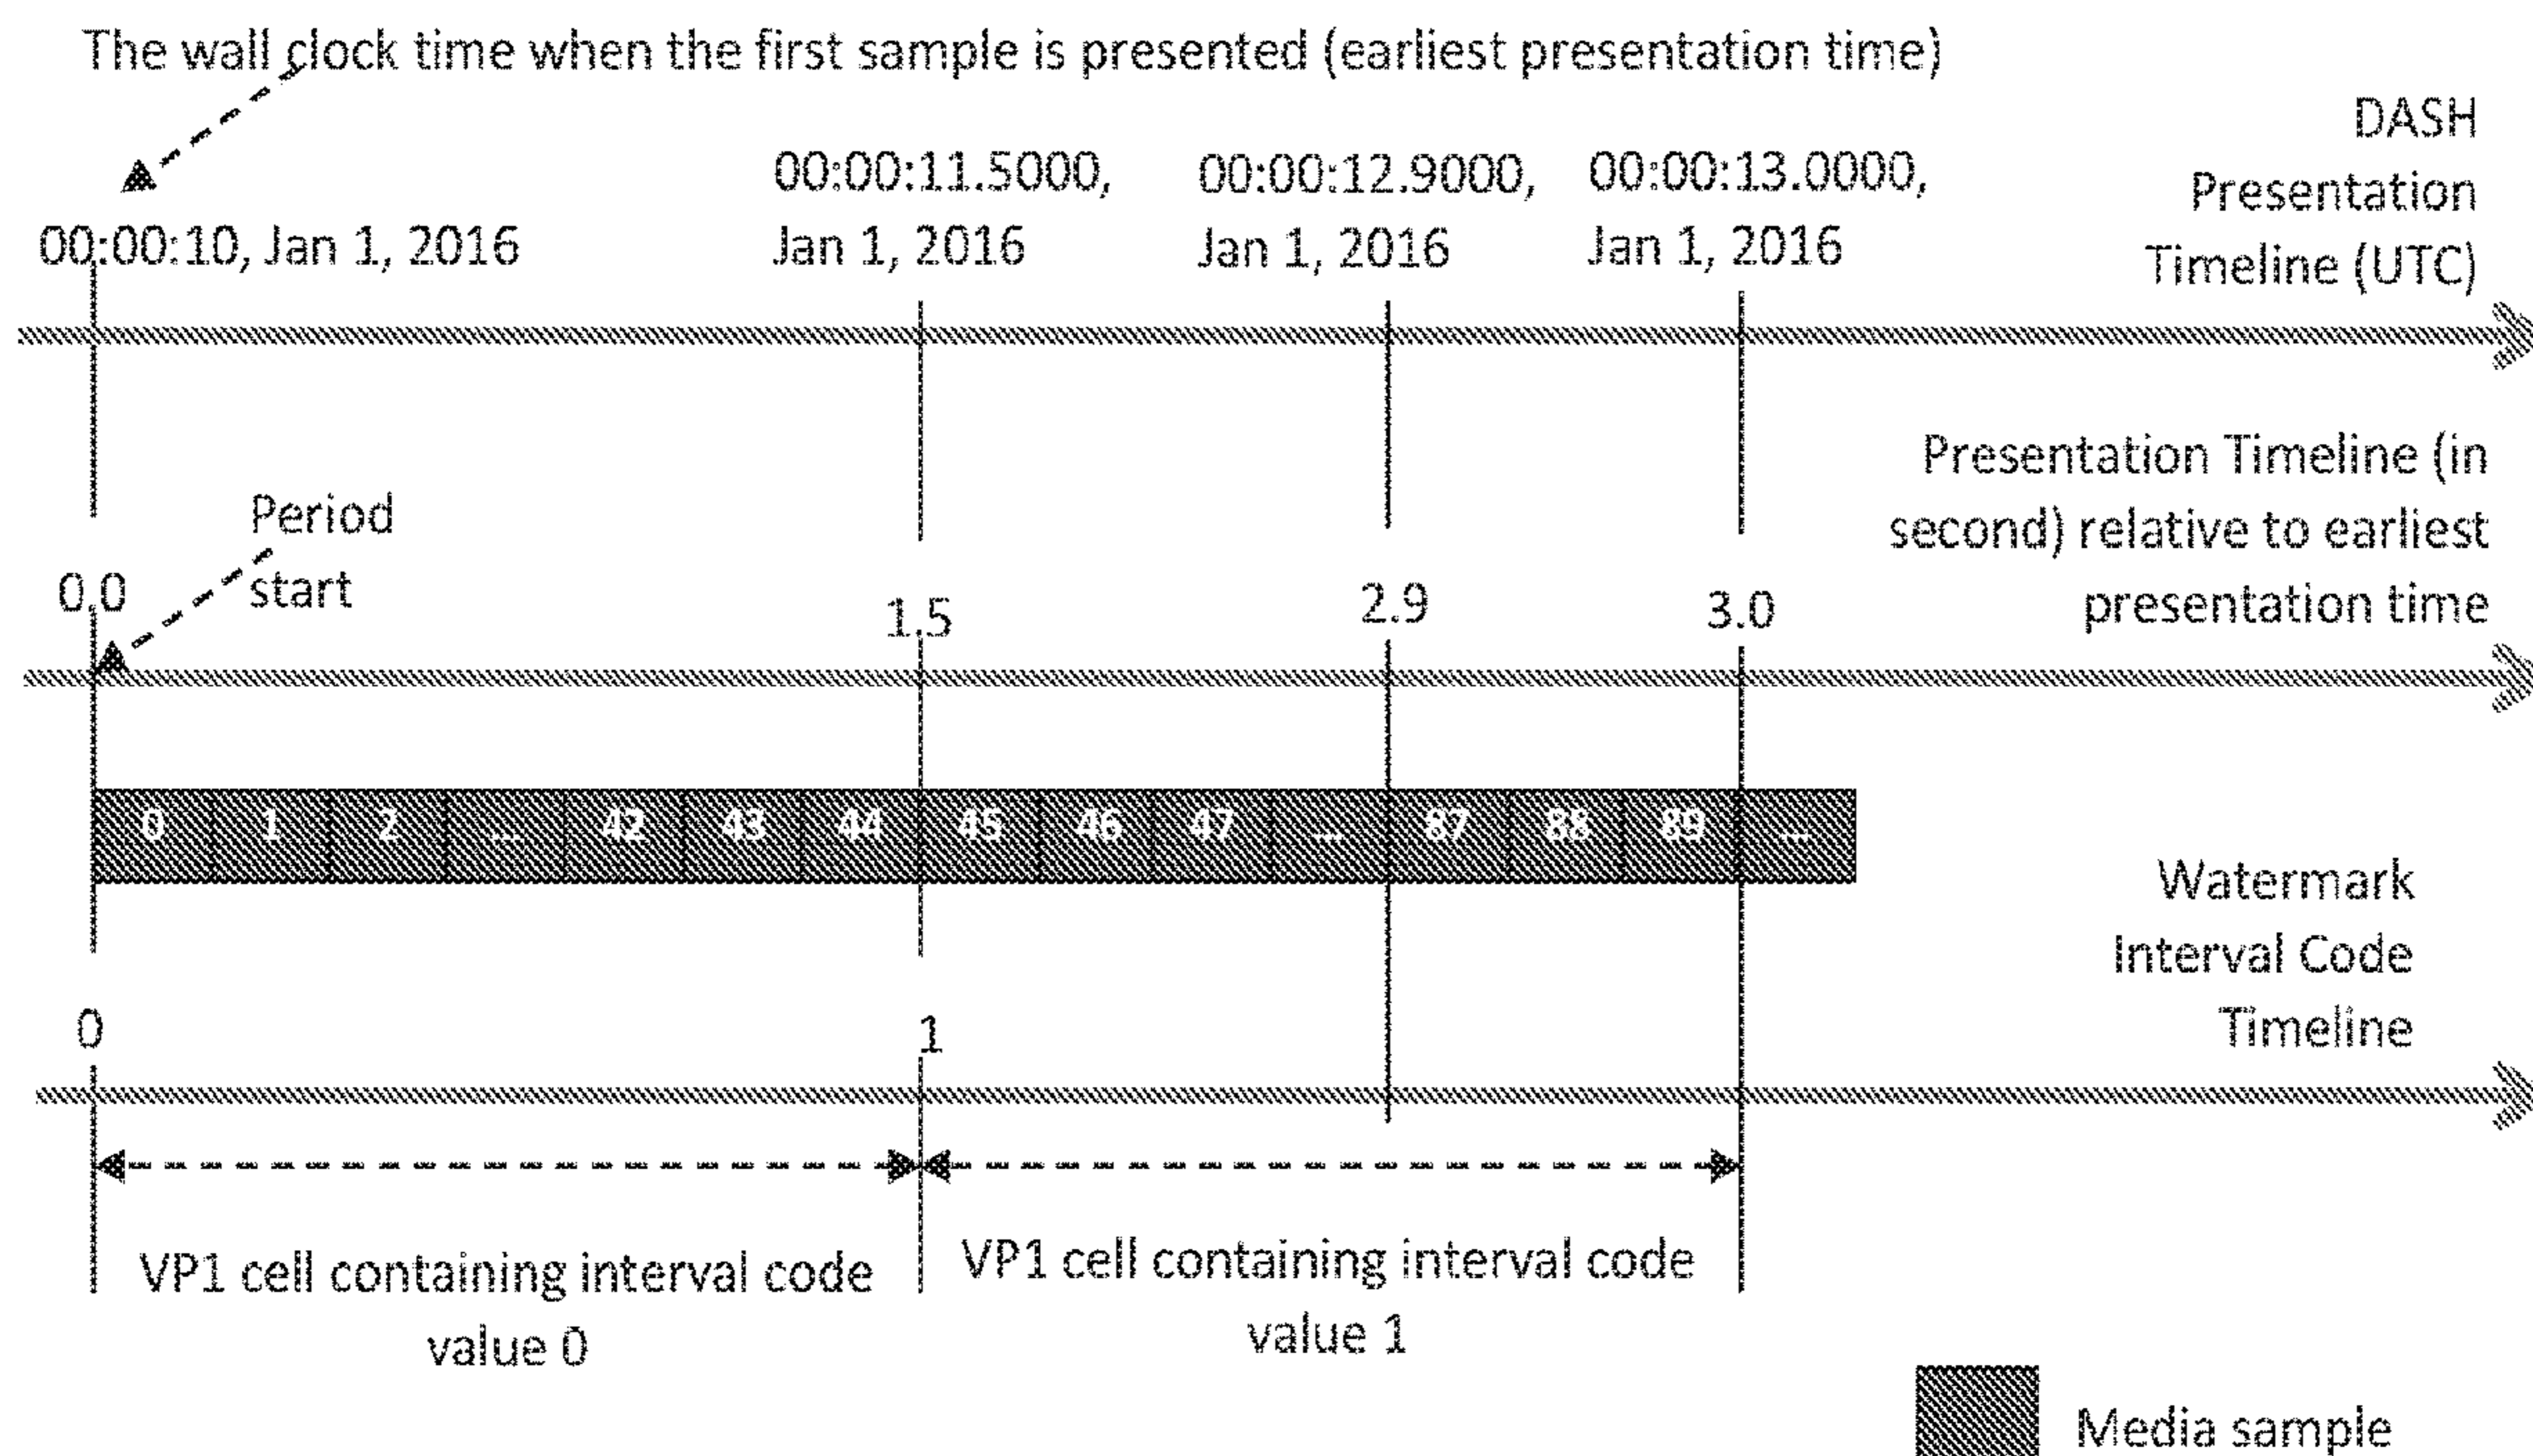 The wall clock time when the first sample is presented (earliest presentation time)
DASH
Presentation
Timeline (UTC)
00:00:10, Jan 1, 2016
00:00:11.5000,
Jan 1, 2016
00:00:12.9000,
Jan 1, 2016
00:00:13.0000,
Jan 1, 2016
Presentation Timeline (in
second) relative to earliest
presentation time
Period
start
0.0
1.5
2.9
3.0
0 1 2 ... 42 43 44 45 46 47 ... 87 88 89 ...
Watermark
Interval Code
Timeline
0
1
VP1 cell containing interval code
value 0
VP1 cell containing interval code
value 1
Media sample